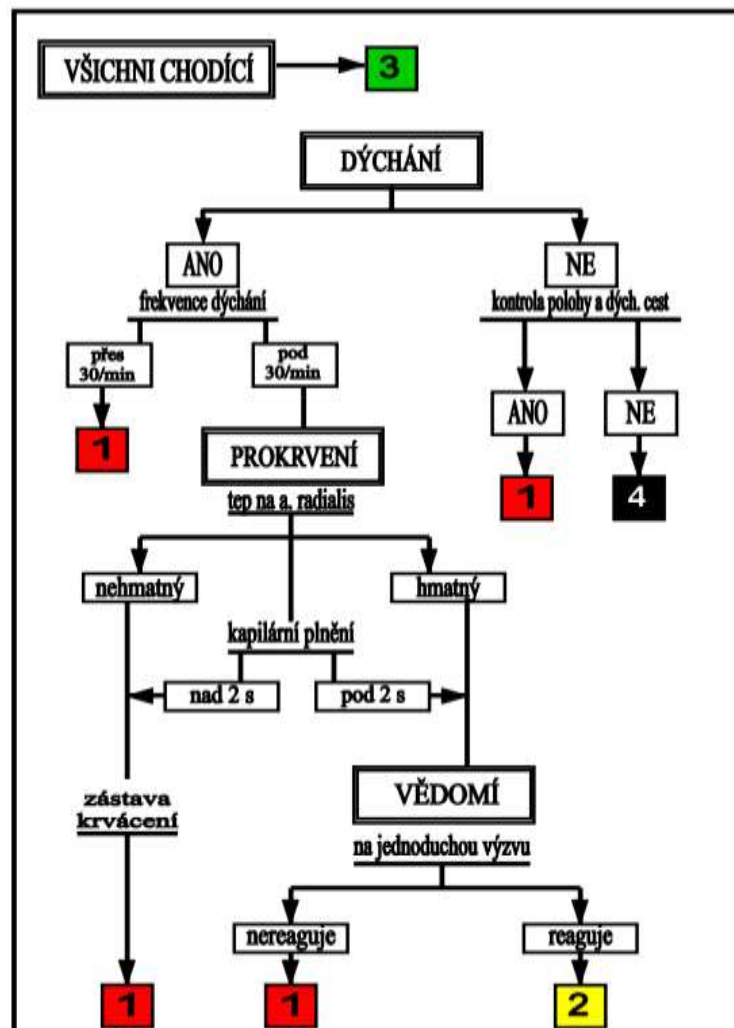 VŠICHNI CHODÍCÍ
3
DÝCHÁNÍ
ANO
NE
frekvence dýchání
kontrola polohy a dých. cest
přes
30/min
pod
30/min
ANO
NE
1
PROKRVENÍ
1
4
tep na a. radialis
nehmatný
hmatný
kapilární plnění
nad 2 s
pod 2 s
zástava
krvácení
VĚDOMÍ
na jednoduchou výzvu
nereaguje
reaguje
1
1
2